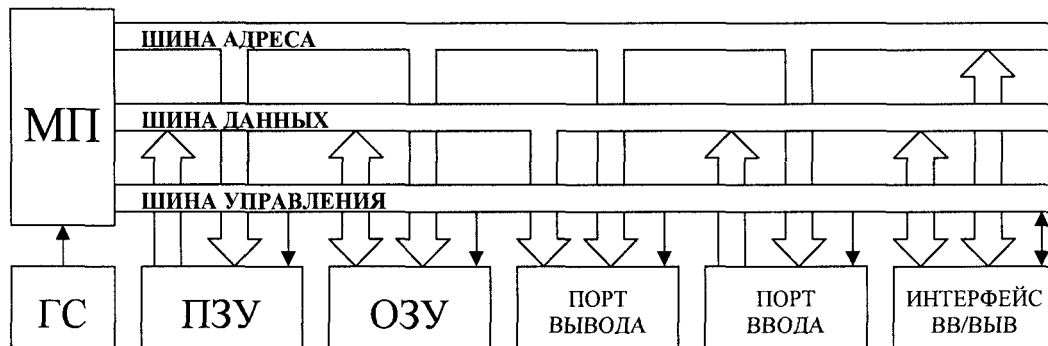 ШИНА АДРЕСА
МП
ШИНА ДАННЫХ
ШИНА УПРАВЛЕНИЯ
ГС
ПЗУ
ОЗУ
ПОРТ
ВЫВОДА
ПОРТ
ВВОДА
ИНТЕРФЕЙС
ВВ/ВЫВ